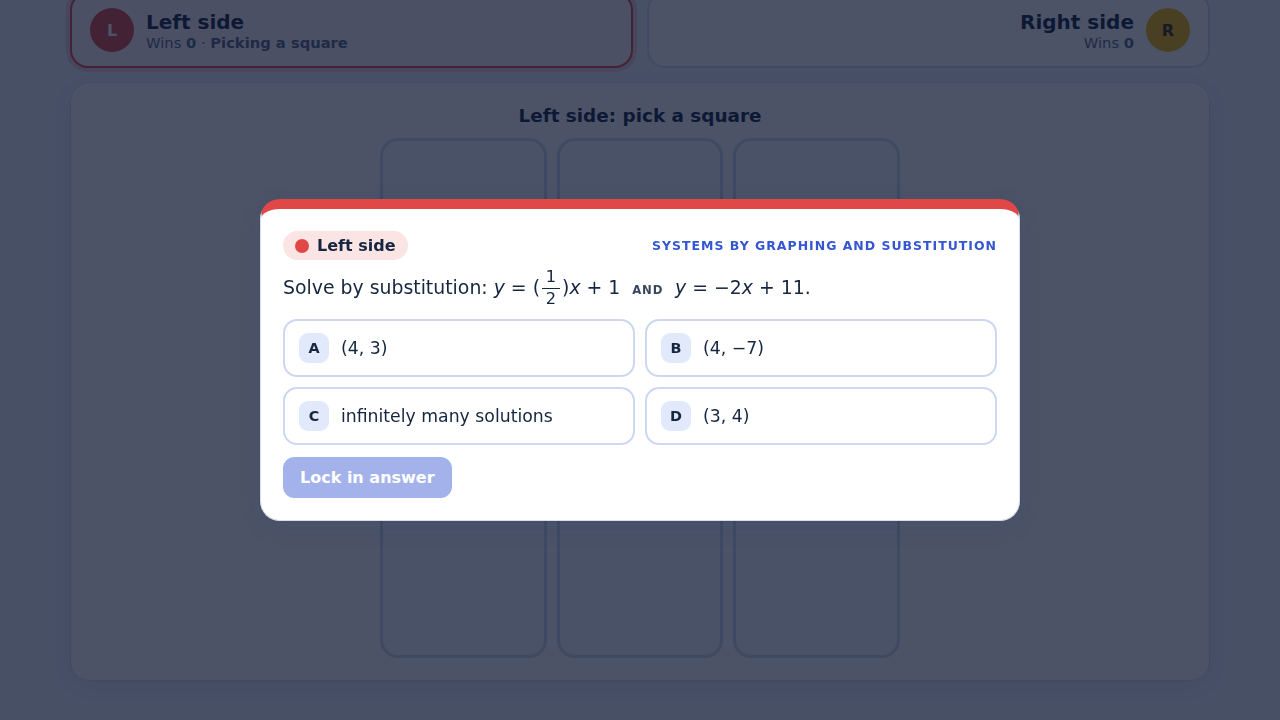 L
Left side
Wins 0 · Picking a square
Right side
Wins 0
R
Left side: pick a square
Left side
SYSTEMS BY GRAPHING AND SUBSTITUTION
Solve by substitution: y = (1/2)x + 1 AND y = −2x + 11.
A (4, 3)
B (4, −7)
C infinitely many solutions
D (3, 4)
Lock in answer